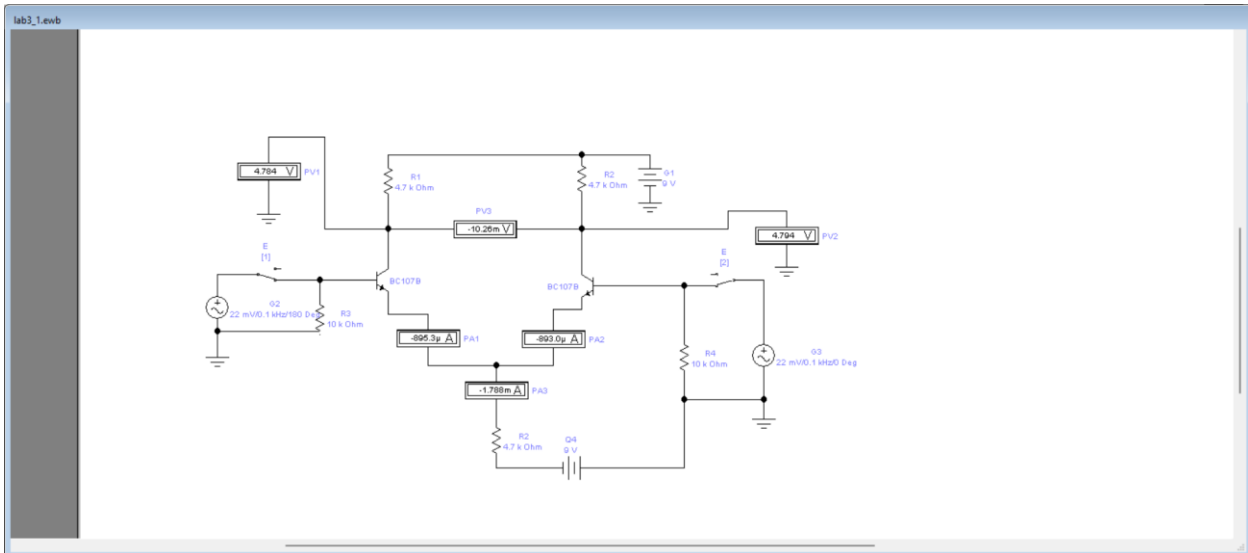 lab3_1.ewb
4.784 V PV1
R1
4.7 k Ohm
R2
4.7 k Ohm
G1
9 V
PV3
-10.26m V
4.794 V PV2
E
[1]
E
[2]
BC107B
BC107B
G2
22 mV/0.1 kHz/180 Deg
R3
10 k Ohm
-895.3µ A PA1
-893.0µ A PA2
R4
10 k Ohm
G3
22 mV/0.1 kHz/0 Deg
-1.788m A PA3
R2
4.7 k Ohm
Q4
9 V